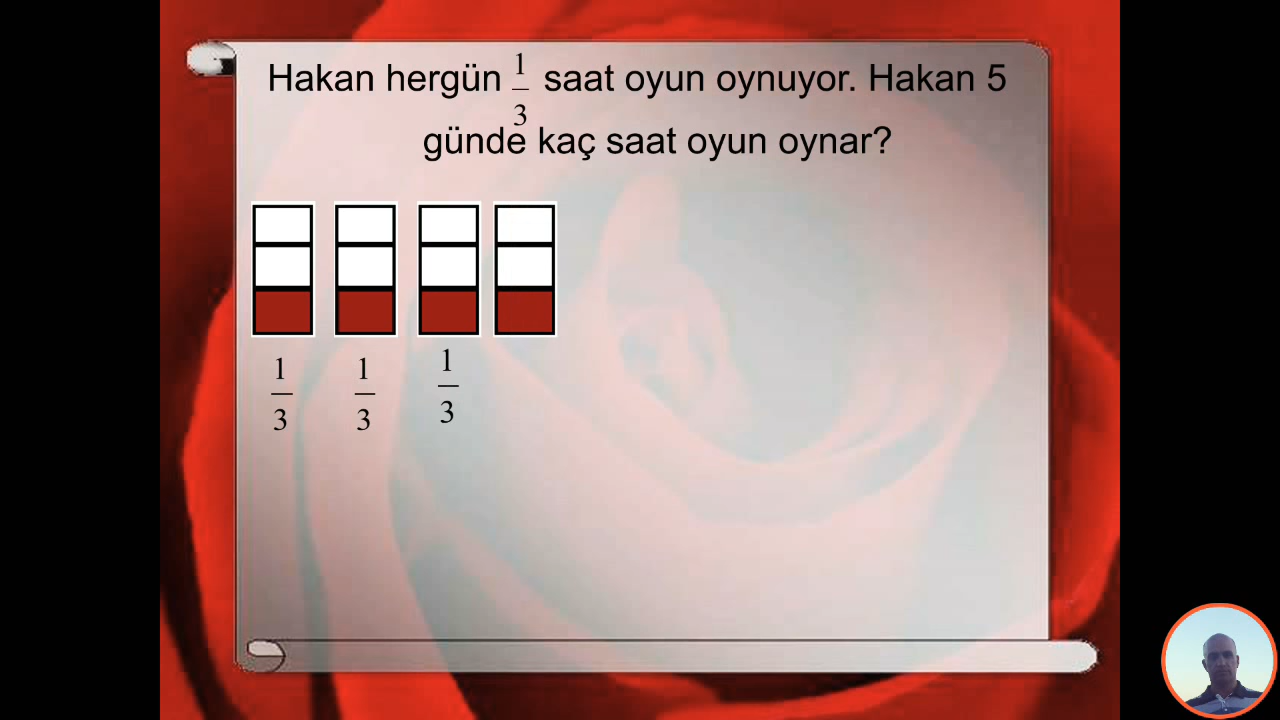 Hakan hergün 1/3 saat oyun oynuyor. Hakan 5
günde kaç saat oyun oynar?
1/3 1/3 1/3